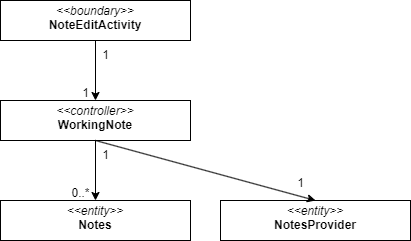 <<boundary>>
NoteEditActivity
1
1
<<controller>>
WorkingNote
1
0..*
1
<<entity>>
Notes
<<entity>>
NotesProvider